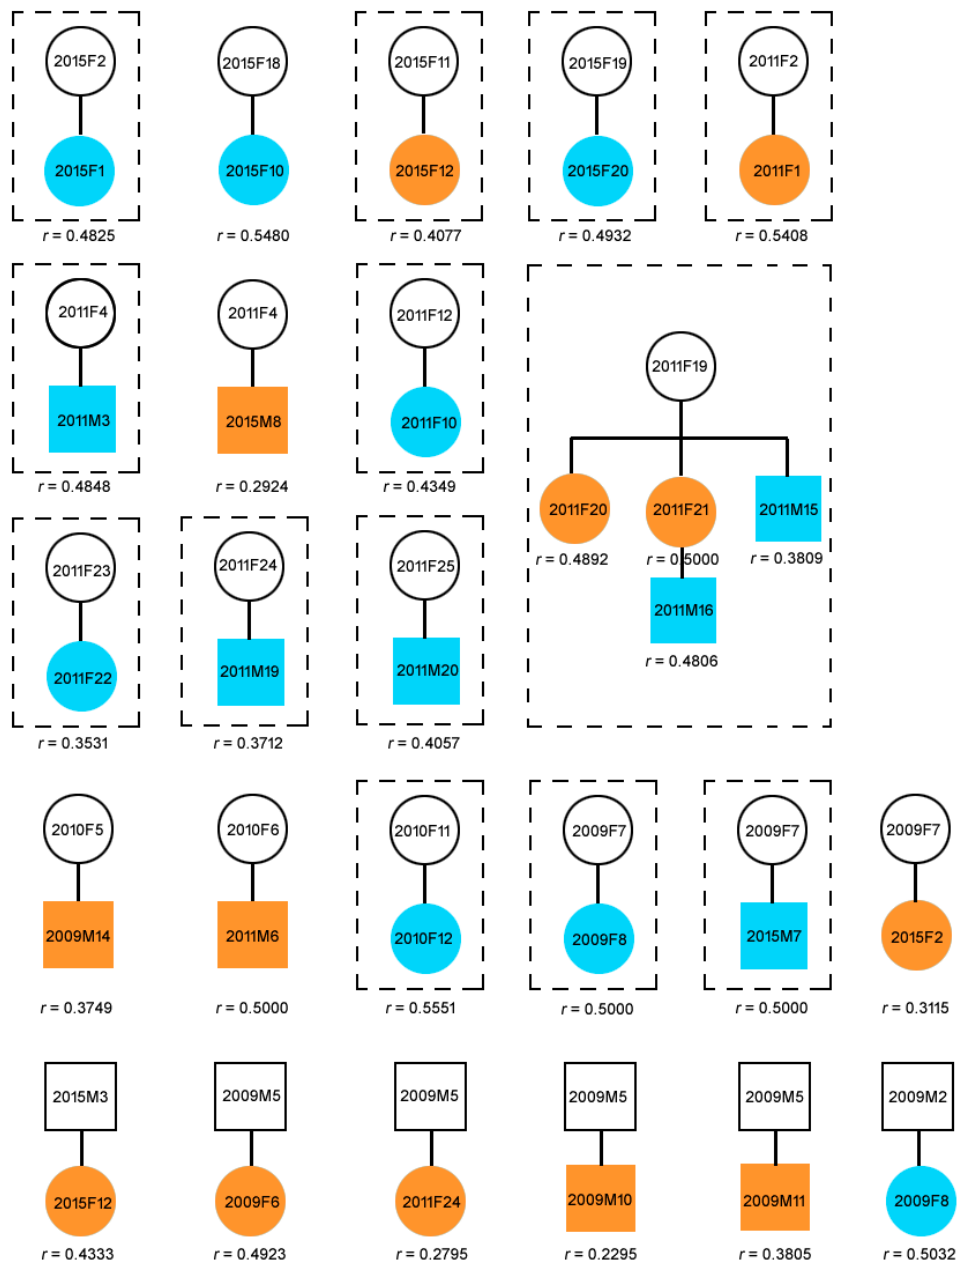 2015F2 2015F18 2015F11 2015F19 2011F2
2015F1 2015F10 2015F12 2015F20 2011F1
r = 0.4825 r = 0.5480 r = 0.4077 r = 0.4932 r = 0.5408
2011F4 2011F4 2011F12
2011F19
2011M3 2015M8 2011F10
r = 0.4848 r = 0.2924 r = 0.4349
2011F20 2011F21 2011M15
r = 0.4892 r = 0.5000 r = 0.3809
2011F23 2011F24 2011F25
2011M16
r = 0.4806
2011F22 2011M19 2011M20
r = 0.3531 r = 0.3712 r = 0.4057
2010F5 2010F6 2010F11 2009F7 2009F7 2009F7
2009M14 2011M6 2010F12 2009F8 2015M7 2015F2
r = 0.3749 r = 0.5000 r = 0.5551 r = 0.5000 r = 0.5000 r = 0.3115
2015M3 2009M5 2009M5 2009M5 2009M5 2009M2
2015F12 2009F6 2011F24 2009M10 2009M11 2009F8
r = 0.4333 r = 0.4923 r = 0.2795 r = 0.2295 r = 0.3805 r = 0.5032